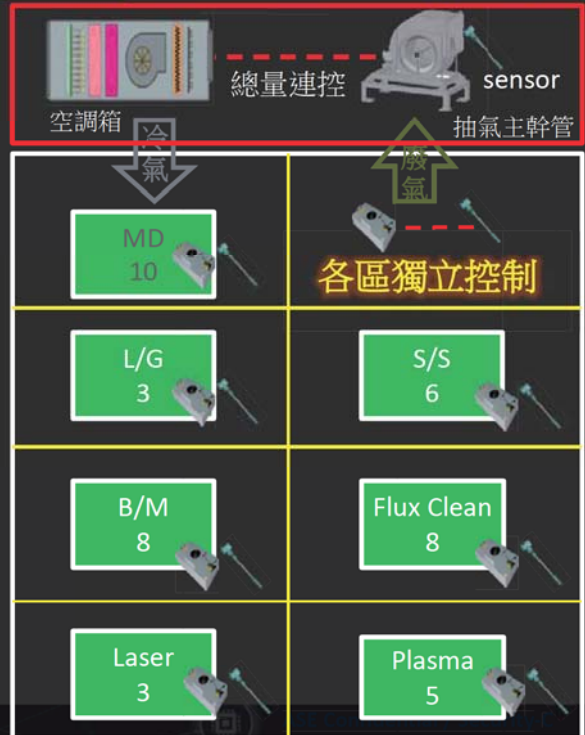 總量連控
sensor
空調箱
抽氣主幹管
冷氣
廢氣
MD
10
各區獨立控制
L/G
3
S/S
6
B/M
8
Flux Clean
8
Laser
3
Plasma
5